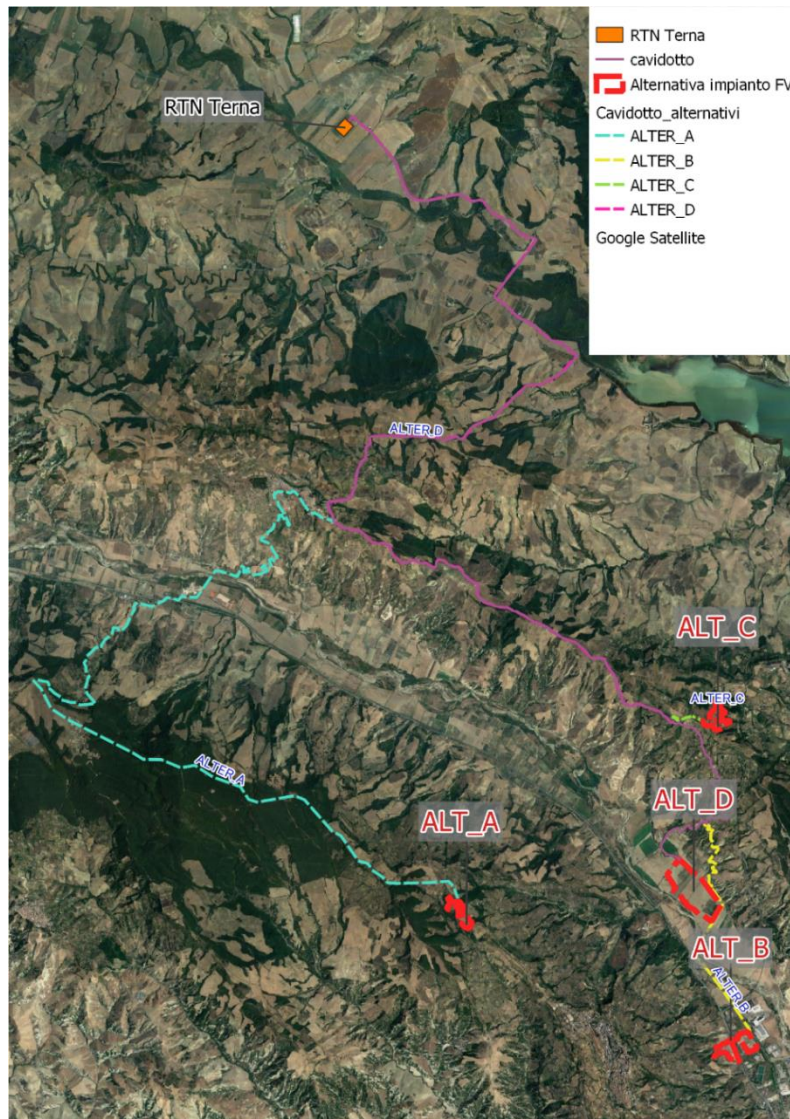 RTN Terna
cavidotto
Alternativa impianto FV
Cavidotto_alternativi
ALTER_A
ALTER_B
ALTER_C
ALTER_D
Google Satellite
RTN Terna
ALTER_D
ALT_C
ALTER_C
ALT_D
ALTER_A
ALT_A
ALT_B
ALTER_B